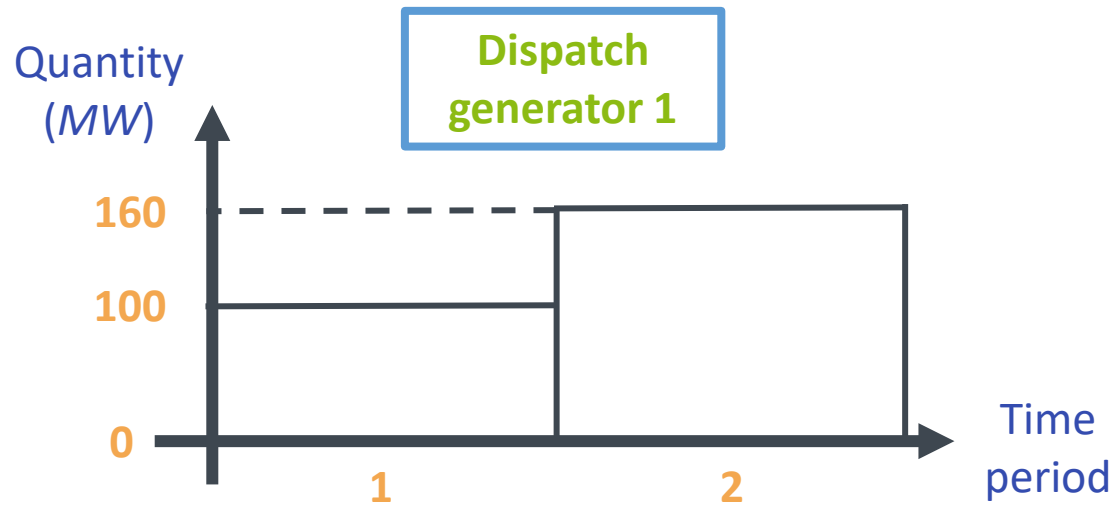 Dispatch
generator 1
Quantity
(MW)
160
100
0
1
2
Time
period